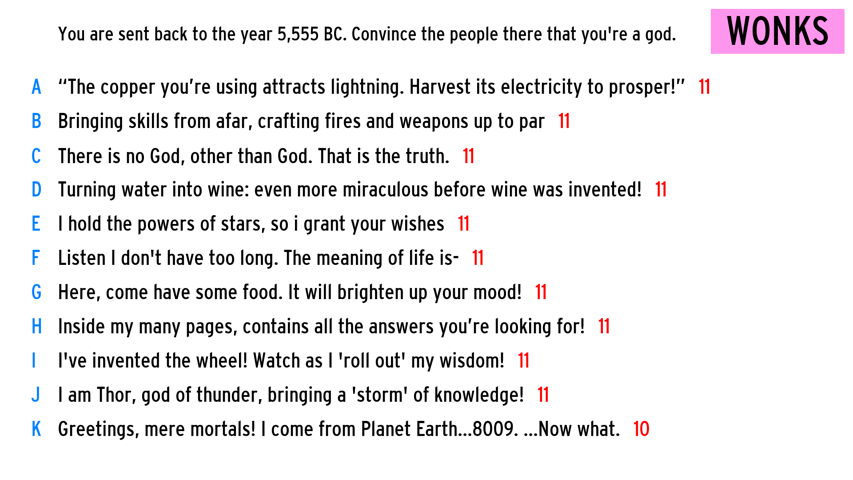 You are sent back to the year 5,555 BC. Convince the people there that you're a god. WONKS
A “The copper you’re using attracts lightning. Harvest its electricity to prosper!” 11
B Bringing skills from afar, crafting fires and weapons up to par 11
C There is no God, other than God. That is the truth. 11
D Turning water into wine: even more miraculous before wine was invented! 11
E I hold the powers of stars, so i grant your wishes 11
F Listen I don't have too long. The meaning of life is- 11
G Here, come have some food. It will brighten up your mood! 11
H Inside my many pages, contains all the answers you’re looking for! 11
I I've invented the wheel! Watch as I 'roll out' my wisdom! 11
J I am Thor, god of thunder, bringing a 'storm' of knowledge! 11
K Greetings, mere mortals! I come from Planet Earth...8009. ...Now what. 10